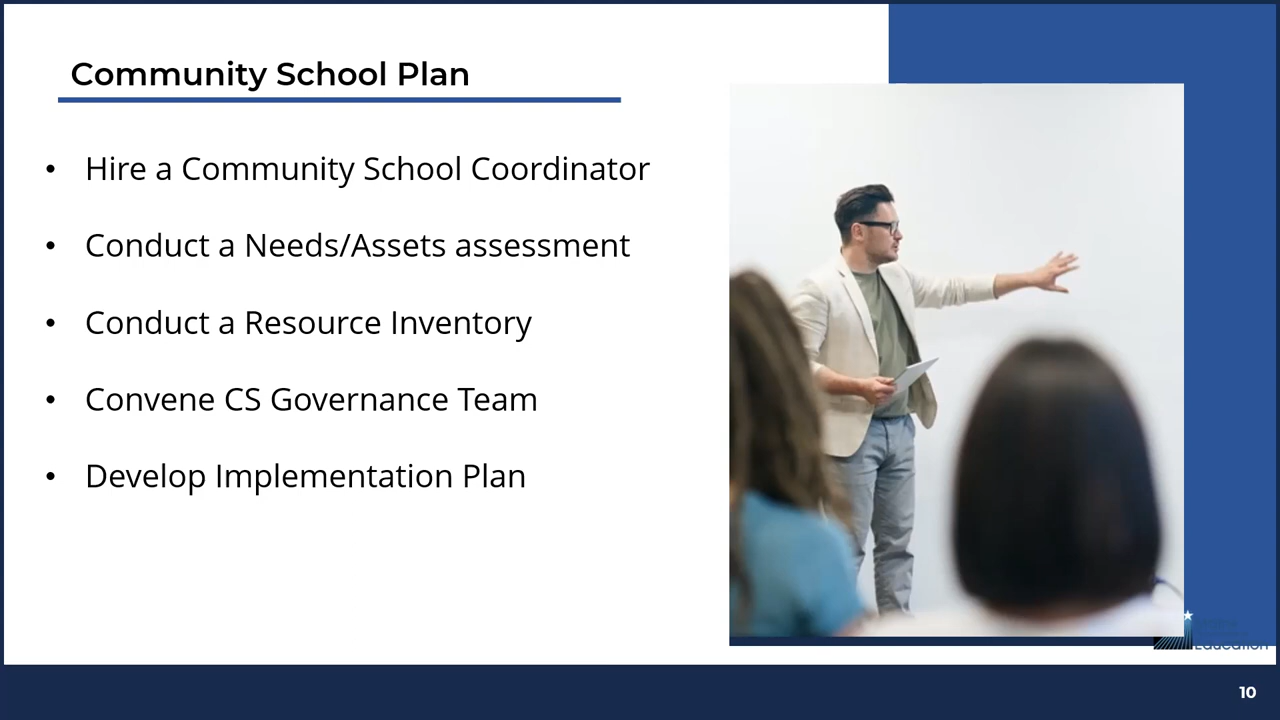 Community School Plan
• Hire a Community School Coordinator
• Conduct a Needs/Assets assessment
• Conduct a Resource Inventory
• Convene CS Governance Team
• Develop Implementation Plan
Education
10